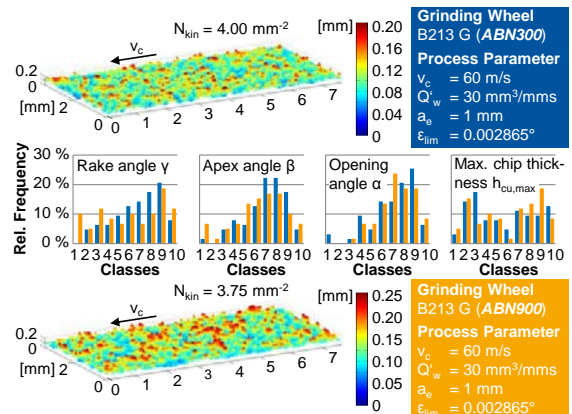 N_kin = 4.00 mm⁻²
v_c
[mm]
0.20
0.15
0.10
0.05
0.00
0.2
0
[mm]
2
0
0 1 2 3 4 5 6 7
Grinding Wheel
B213 G (ABN300)
Process Parameter
v_c = 60 m/s
Q'_w = 30 mm³/mms
a_e = 1 mm
ε_lim = 0.002865°
Rel. Frequency
30 %
20 %
10 %
0 %
Rake angle γ
Apex angle β
Opening angle α
Max. chip thick-
ness h_cu,max
1 2 3 4 5 6 7 8 9 10
1 2 3 4 5 6 7 8 9 10
1 2 3 4 5 6 7 8 9 10
1 2 3 4 5 6 7 8 9 10
Classes
Classes
Classes
Classes
N_kin = 3.75 mm⁻²
v_c
[mm]
0.25
0.20
0.15
0.10
0.05
0.00
0.2
0
[mm]
2
0
0 1 2 3 4 5 6 7
Grinding Wheel
B213 G (ABN900)
Process Parameter
v_c = 60 m/s
Q'_w = 30 mm³/mms
a_e = 1 mm
ε_lim = 0.002865°